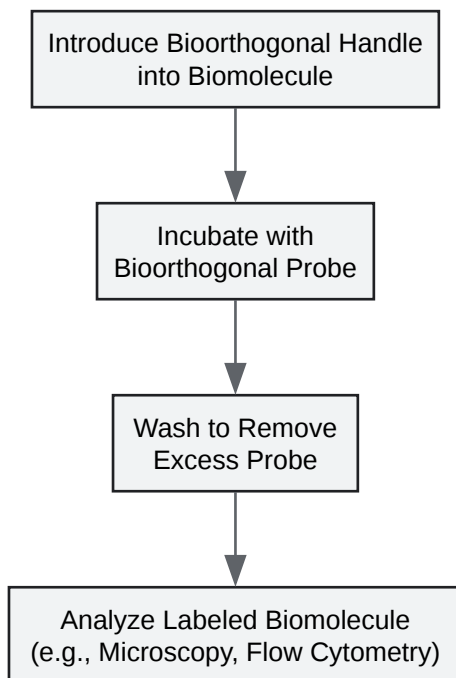 Introduce Bioorthogonal Handle
into Biomolecule
Incubate with
Bioorthogonal Probe
Wash to Remove
Excess Probe
Analyze Labeled Biomolecule
(e.g., Microscopy, Flow Cytometry)